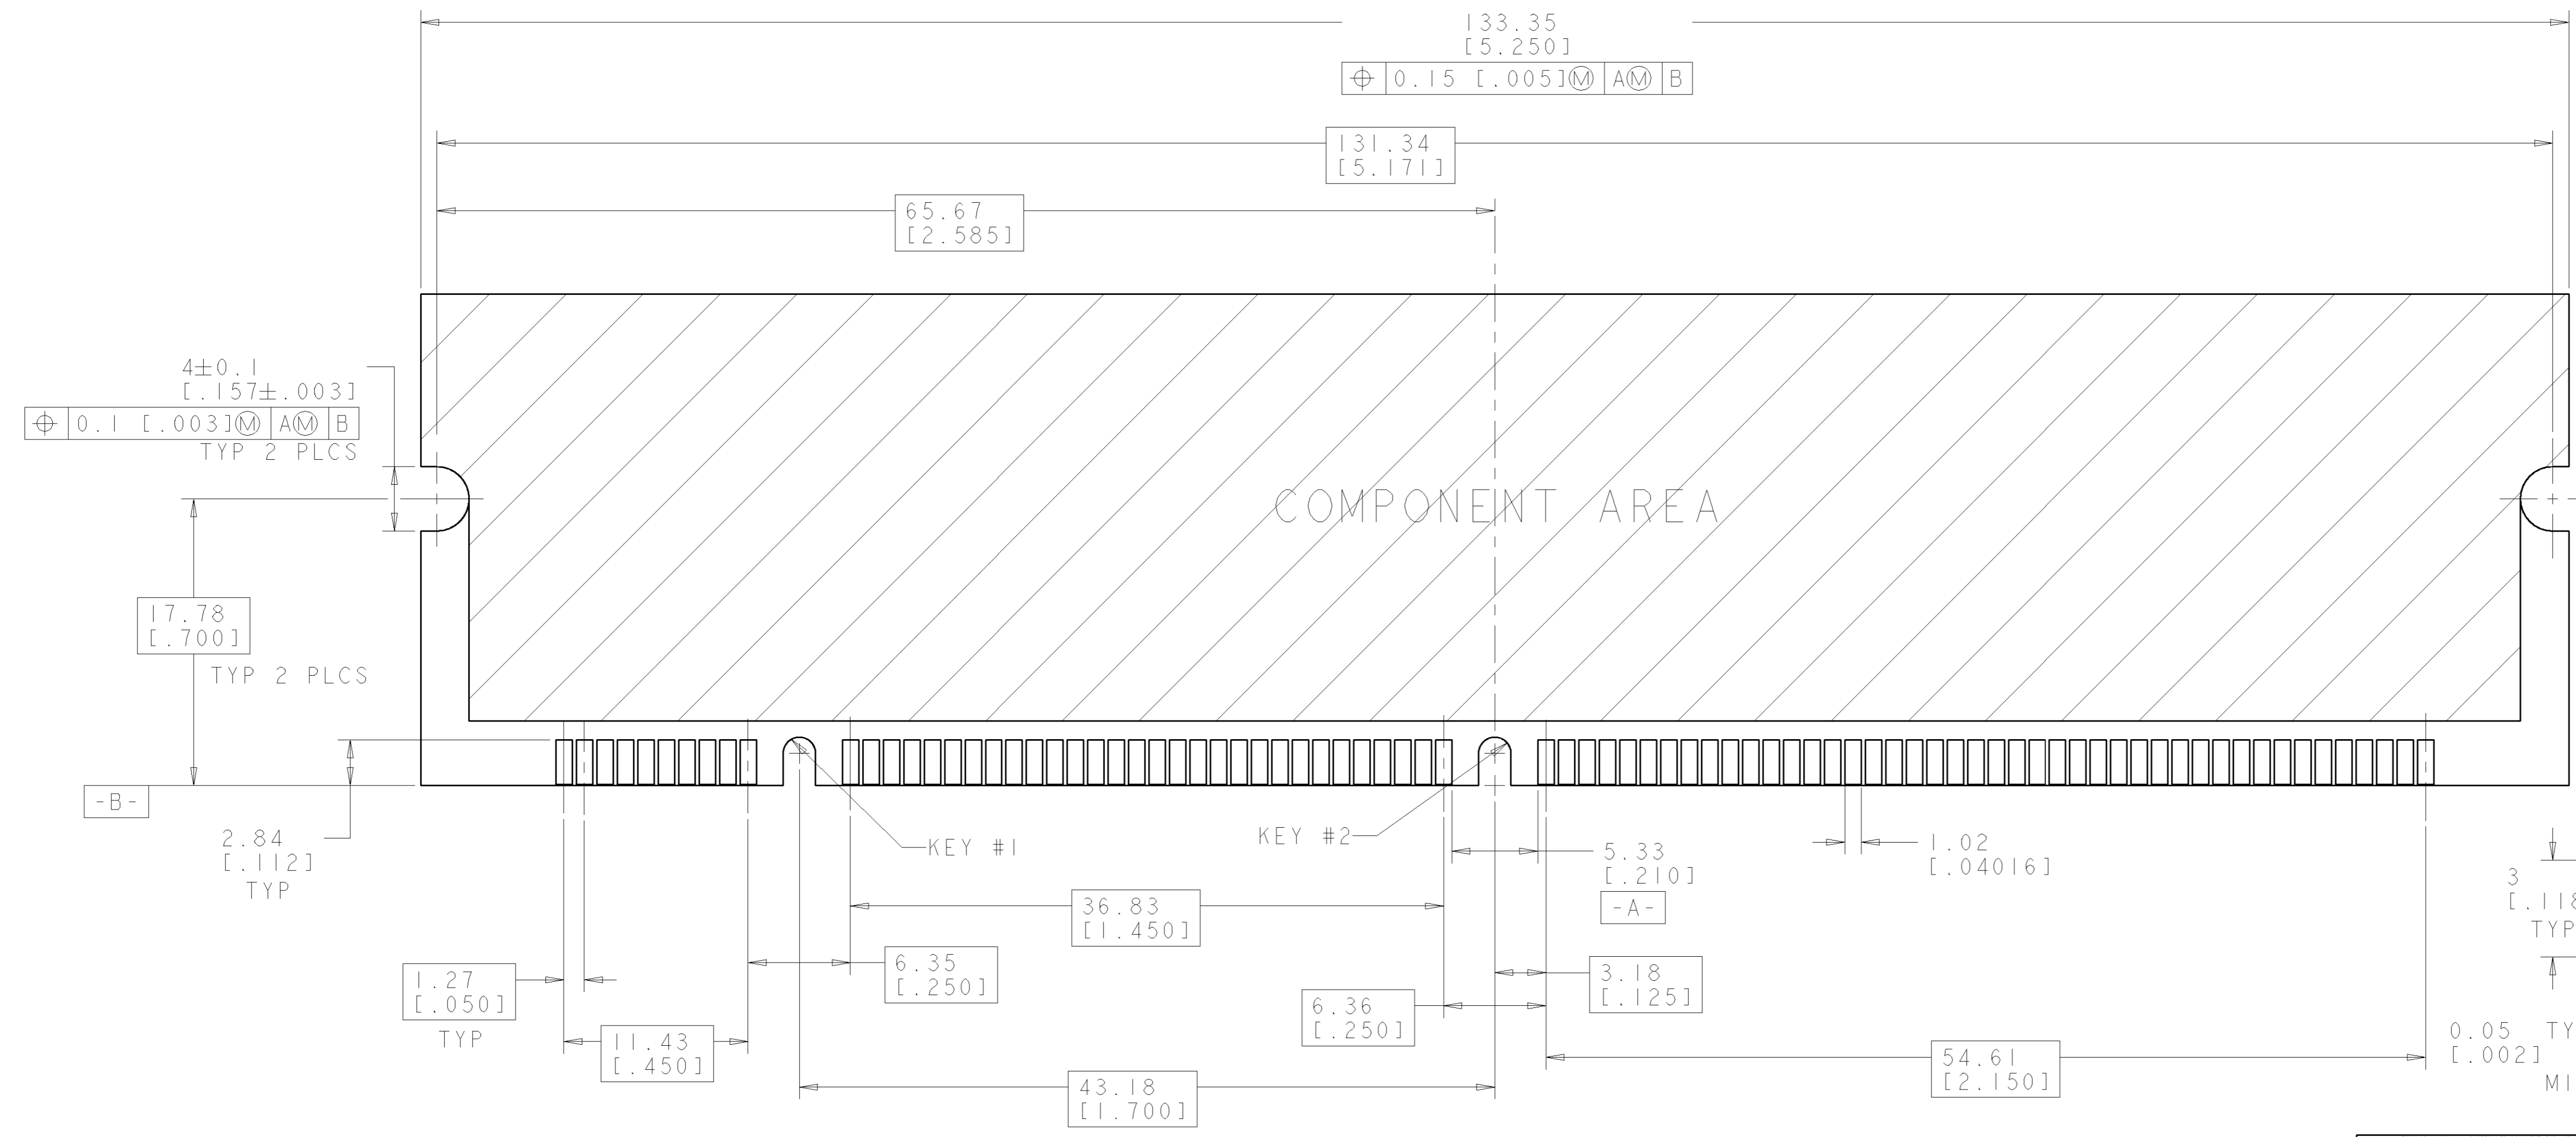 133.35
[5.250]
⌖ 0.15 [.005]Ⓜ AⓂ B
131.34
[5.171]
65.67
[2.585]
4±0.1
[.157±.003]
⌖ 0.1 [.003]Ⓜ AⓂ B
TYP 2 PLCS
COMPONENT AREA
17.78
[.700]
TYP 2 PLCS
-B-
2.84
[.112]
TYP
KEY #1
KEY #2
5.33
[.210]
-A-
1.02
[.04016]
3
[.118
TYP
36.83
[1.450]
6.35
[.250]
1.27
[.050]
TYP
3.18
[.125]
6.36
[.250]
11.43
[.450]
0.05 TY
[.002]
MI
54.61
[2.150]
43.18
[1.700]